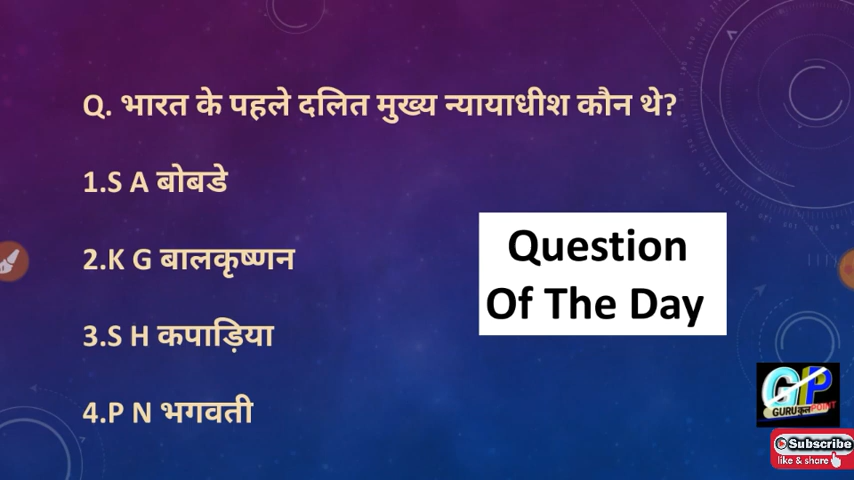 Q. भारत के पहले दलित मुख्य न्यायाधीश कौन थे?
1.S A बोबडे
2.K G बालकृष्णन
3.S H कपाड़िया
4.P N भगवती
Question
Of The Day
GP
GURUकुलPOINT
Subscribe
like & share